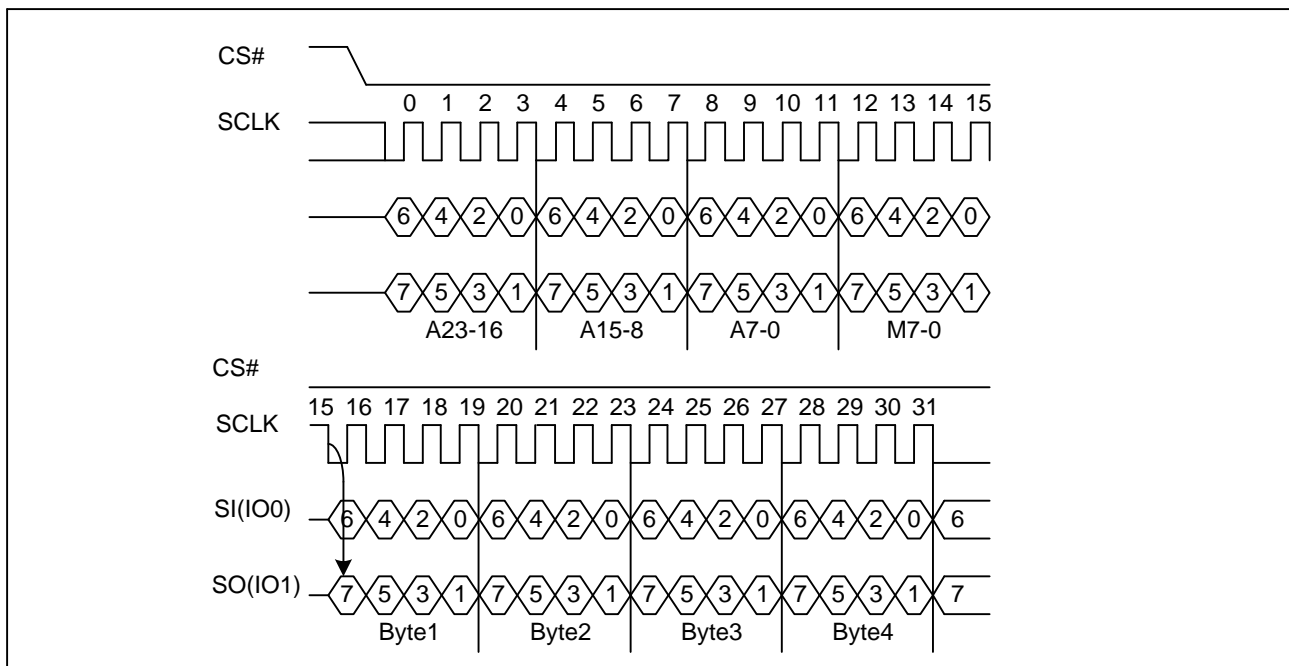 CS#
0 1 2 3 4 5 6 7 8 9 10 11 12 13 14 15
SCLK
6 4 2 0 6 4 2 0 6 4 2 0 6 4 2 0
7 5 3 1 7 5 3 1 7 5 3 1 7 5 3 1
A23-16 A15-8 A7-0 M7-0
CS#
15 16 17 18 19 20 21 22 23 24 25 26 27 28 29 30 31
SCLK
SI(IO0) 6 4 2 0 6 4 2 0 6 4 2 0 6 4 2 0 6
SO(IO1) 7 5 3 1 7 5 3 1 7 5 3 1 7 5 3 1 7
Byte1 Byte2 Byte3 Byte4